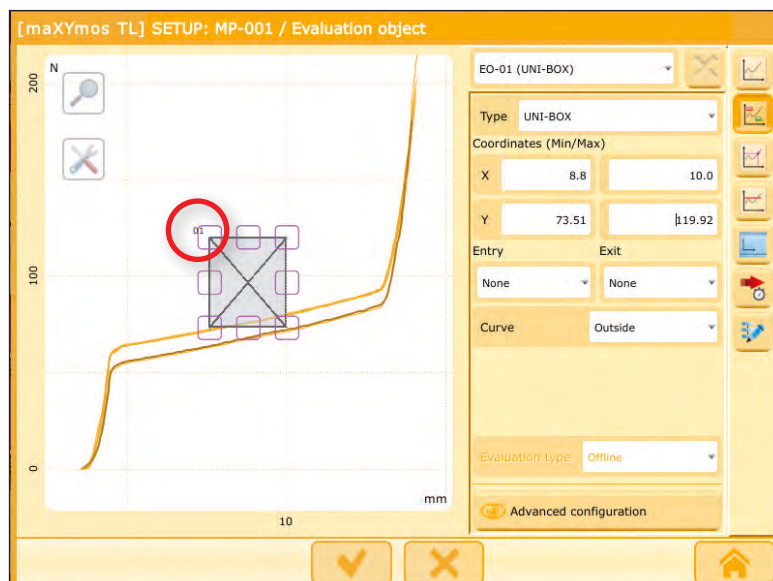 [maXYmos TL] SETUP: MP-001 / Evaluation object
N
200
100
0
01
mm
10
EO-01 (UNI-BOX)
Type UNI-BOX
Coordinates (Min/Max)
X 8.8 10.0
Y 73.51 119.92
Entry Exit
None None
Curve Outside
Evaluation type Offline
Advanced configuration